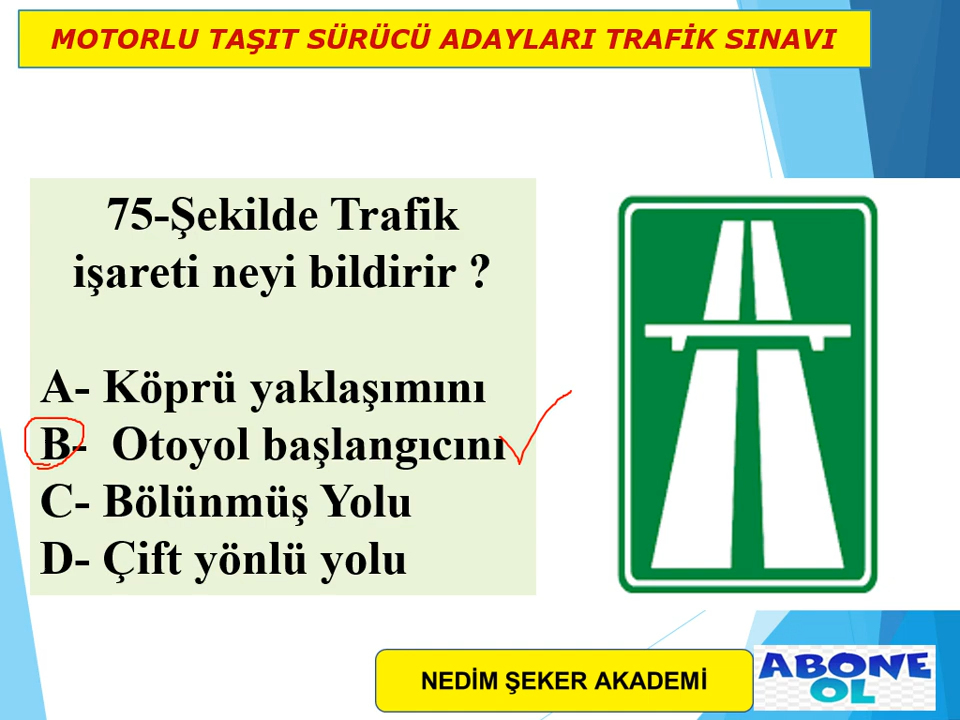 MOTORLU TAŞIT SÜRÜCÜ ADAYLARI TRAFİK SINAVI
75-Şekilde Trafik
işareti neyi bildirir ?
A- Köprü yaklaşımını
B- Otoyol başlangıcını
C- Bölünmüş Yolu
D- Çift yönlü yolu
NEDİM ŞEKER AKADEMİ
ABONE
OL